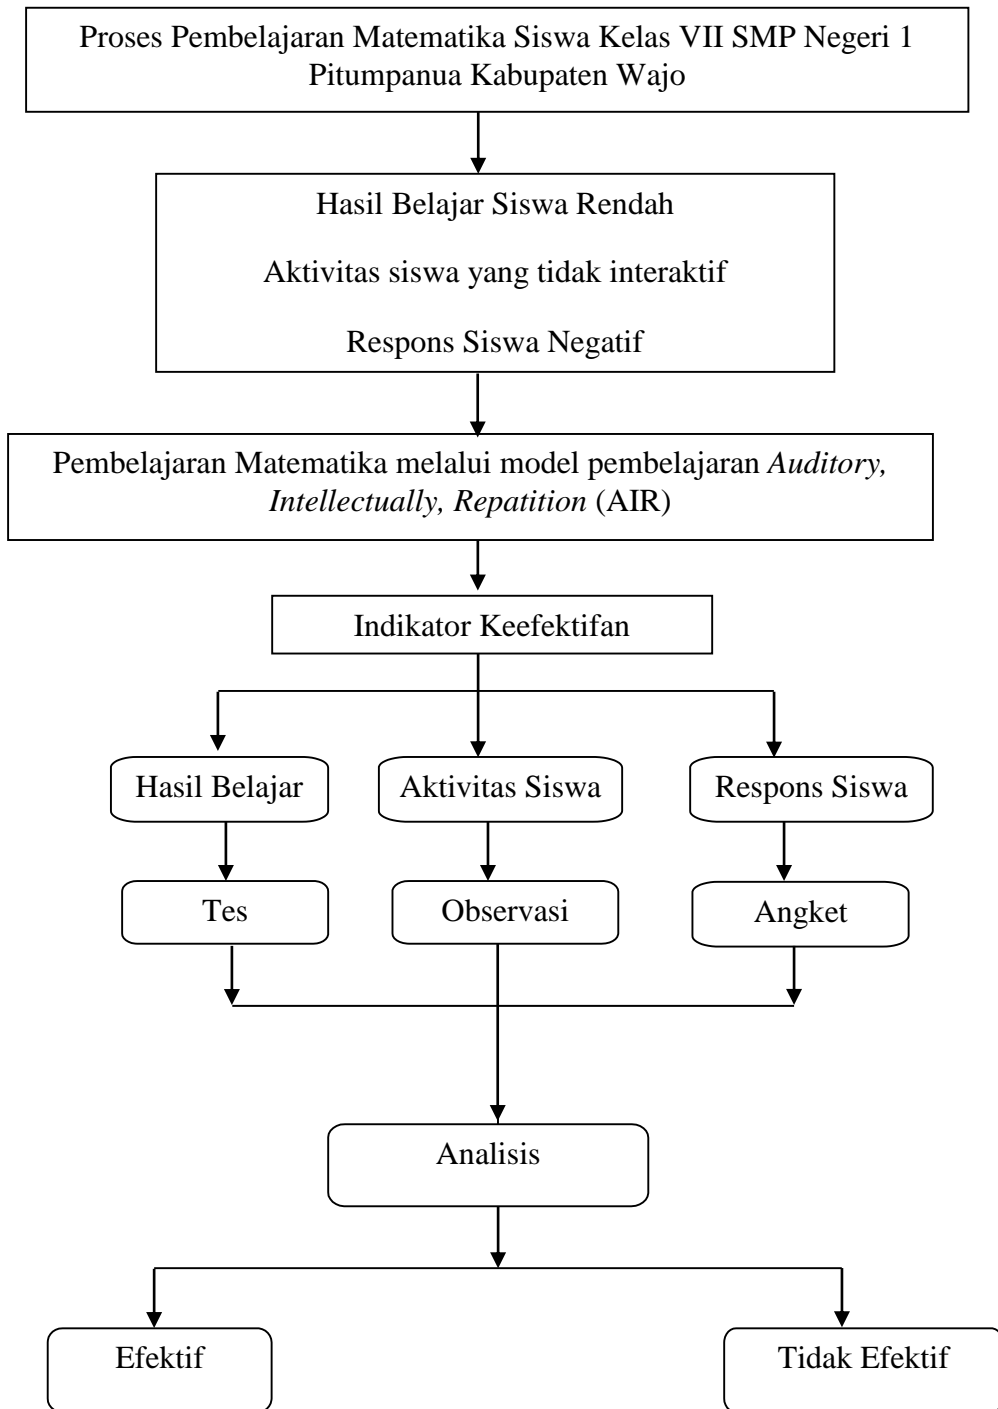 Proses Pembelajaran Matematika Siswa Kelas VII SMP Negeri 1
Pitumpanua Kabupaten Wajo
Hasil Belajar Siswa Rendah
Aktivitas siswa yang tidak interaktif
Respons Siswa Negatif
Pembelajaran Matematika melalui model pembelajaran Auditory,
Intellectually, Repatition (AIR)
Indikator Keefektifan
Hasil Belajar
Aktivitas Siswa
Respons Siswa
Tes
Observasi
Angket
Analisis
Efektif
Tidak Efektif